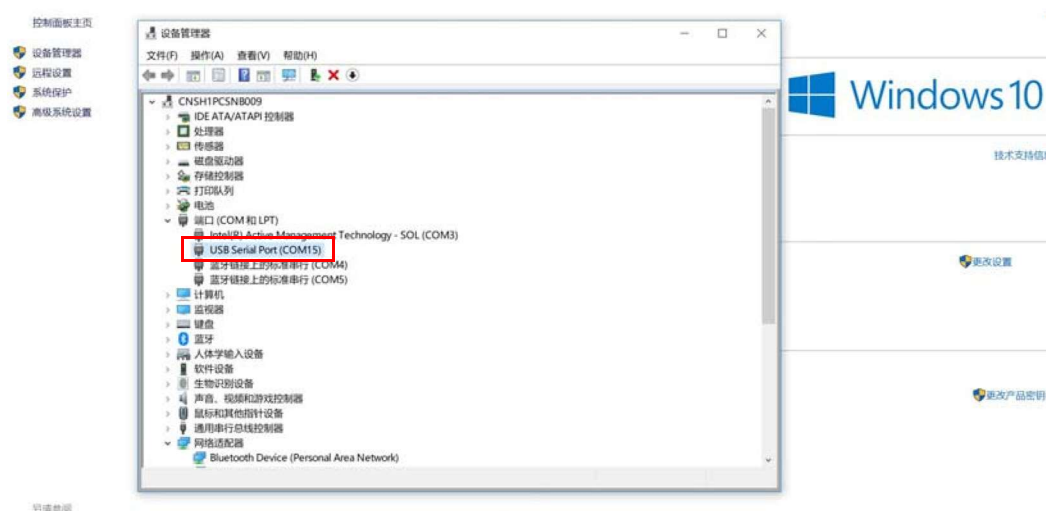 控制面板主页
设备管理器
远程设置
系统保护
高级系统设置
设备管理器
文件(F) 操作(A) 查看(V) 帮助(H)
CNSH1PCSNB009
IDE ATA/ATAPI 控制器
处理器
传感器
磁盘驱动器
存储控制器
打印队列
电池
端口 (COM 和 LPT)
Intel(R) Active Management Technology - SOL (COM3)
USB Serial Port (COM15)
蓝牙链接上的标准串行 (COM4)
蓝牙链接上的标准串行 (COM5)
计算机
监视器
键盘
蓝牙
人体学输入设备
软件设备
生物识别设备
声音、视频和游戏控制器
鼠标和其他指针设备
通用串行总线控制器
网络适配器
Bluetooth Device (Personal Area Network)
Windows 10
技术支持信
更改设置
更改产品密钥
另请参阅